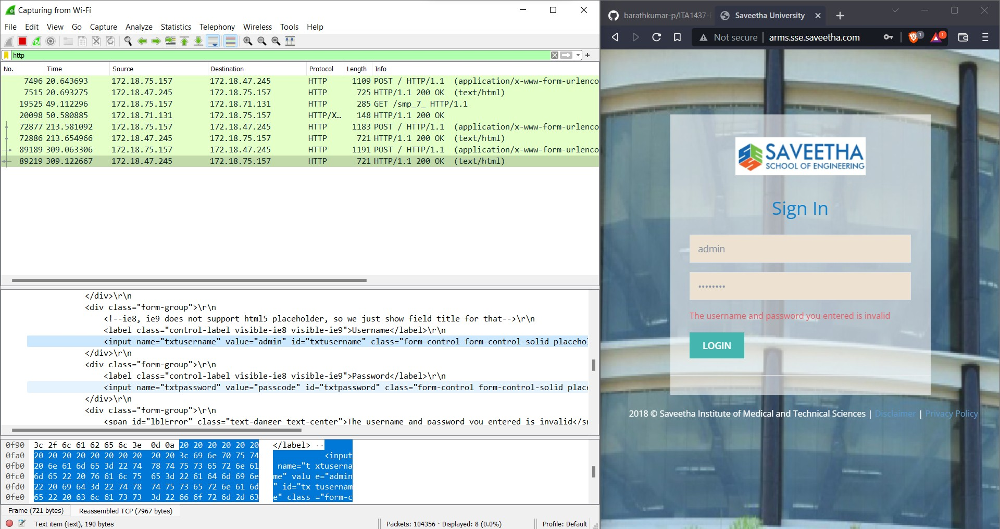 Capturing from Wi-Fi
File Edit View Go Capture Analyze Statistics Telephony Wireless Tools Help
http
No. Time Source Destination Protocol Length Info
7496 20.643693 172.18.75.157 172.18.47.245 HTTP 1109 POST / HTTP/1.1 (application/x-www-form-urlenco
7515 20.693275 172.18.47.245 172.18.75.157 HTTP 725 HTTP/1.1 200 OK (text/html)
19525 49.112296 172.18.75.157 172.18.71.131 HTTP 285 GET /smp_7_ HTTP/1.1
20098 50.580885 172.18.71.131 172.18.75.157 HTTP/X… 148 HTTP/1.1 200 OK
72877 213.581092 172.18.75.157 172.18.47.245 HTTP 1183 POST / HTTP/1.1 (application/x-www-form-urlenco
72886 213.654966 172.18.47.245 172.18.75.157 HTTP 721 HTTP/1.1 200 OK (text/html)
89189 309.063306 172.18.75.157 172.18.47.245 HTTP 1191 POST / HTTP/1.1 (application/x-www-form-urlenco
89219 309.122667 172.18.47.245 172.18.75.157 HTTP 721 HTTP/1.1 200 OK (text/html)
</div>\r\n
<div class="form-group">\r\n
<!--ie8, ie9 does not support html5 placeholder, so we just show field title for that-->\r\n
<label class="control-label visible-ie8 visible-ie9">Username</label>\r\n
<input name="txtusername" value="admin" id="txtusername" class="form-control form-control-solid placehol
</div>\r\n
<div class="form-group">\r\n
<label class="control-label visible-ie8 visible-ie9">Password</label>\r\n
<input name="txtpassword" value="passcode" id="txtpassword" class="form-control form-control-solid place
</div>\r\n
<div class="form-group">\r\n
<span id="lblError" class="text-danger text-center">The username and password you entered is invalid</s
0f90 3c 2f 6c 61 62 65 6c 3e 0d 0a 20 20 20 20 20 20 </label> ··
0fa0 20 20 20 20 20 20 20 20 20 20 3c 69 6e 70 75 74 <input
0fb0 20 6e 61 6d 65 3d 22 74 78 74 75 73 65 72 6e 61 name="t xtuserna
0fc0 6d 65 22 20 76 61 6c 75 65 3d 22 61 64 6d 69 6e me" valu e="admin
0fd0 22 20 69 64 3d 22 74 78 74 75 73 65 72 6e 61 6d " id="tx tusernam
0fe0 65 22 20 63 6c 61 73 73 3d 22 66 6f 72 6d 2d 63 e" class ="form-c
Frame (721 bytes) Reassembled TCP (7967 bytes)
Text item (text), 190 bytes Packets: 104356 · Displayed: 8 (0.0%) Profile: Default
barathkumar-p/ITA1437- Saveetha University
Not secure arms.sse.saveetha.com 1 1
SAVEETHA
SCHOOL OF ENGINEERING
Sign In
admin
••••••••
The username and password you entered is invalid
LOGIN
2018 © Saveetha Institute of Medical and Technical Sciences | Disclaimer | Privacy Policy